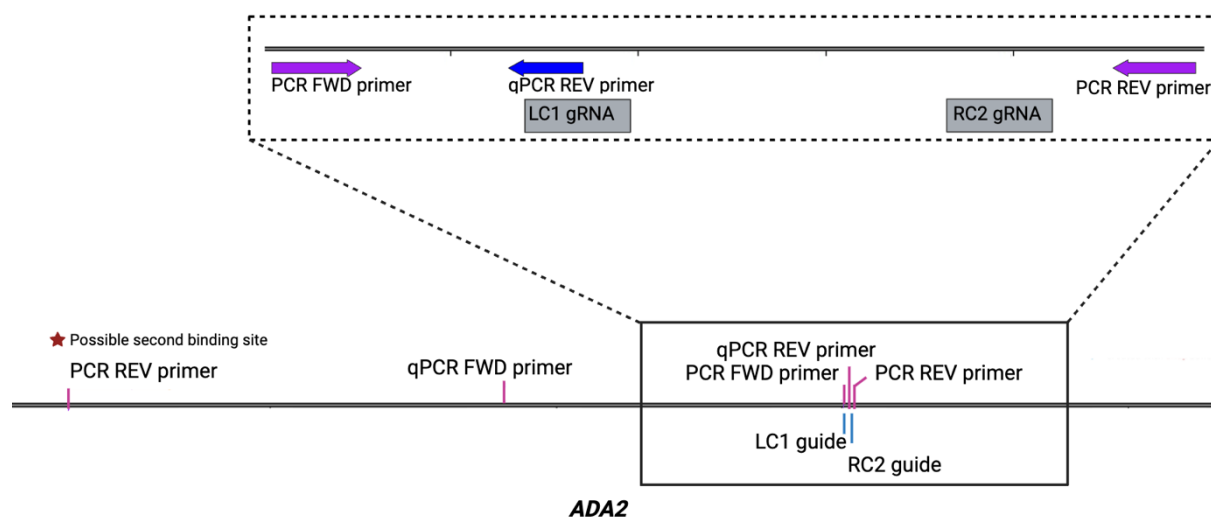 PCR FWD primer
qPCR REV primer
PCR REV primer
LC1 gRNA
RC2 gRNA
Possible second binding site
PCR REV primer
qPCR FWD primer
qPCR REV primer
PCR FWD primer
PCR REV primer
LC1 guide
RC2 guide
ADA2